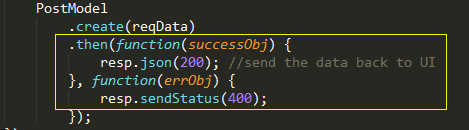 PostModel
.create(reqData)
.then(function(successObj) {
resp.json(200); //send the data back to UI
}, function(errObj) {
resp.sendStatus(400);
});